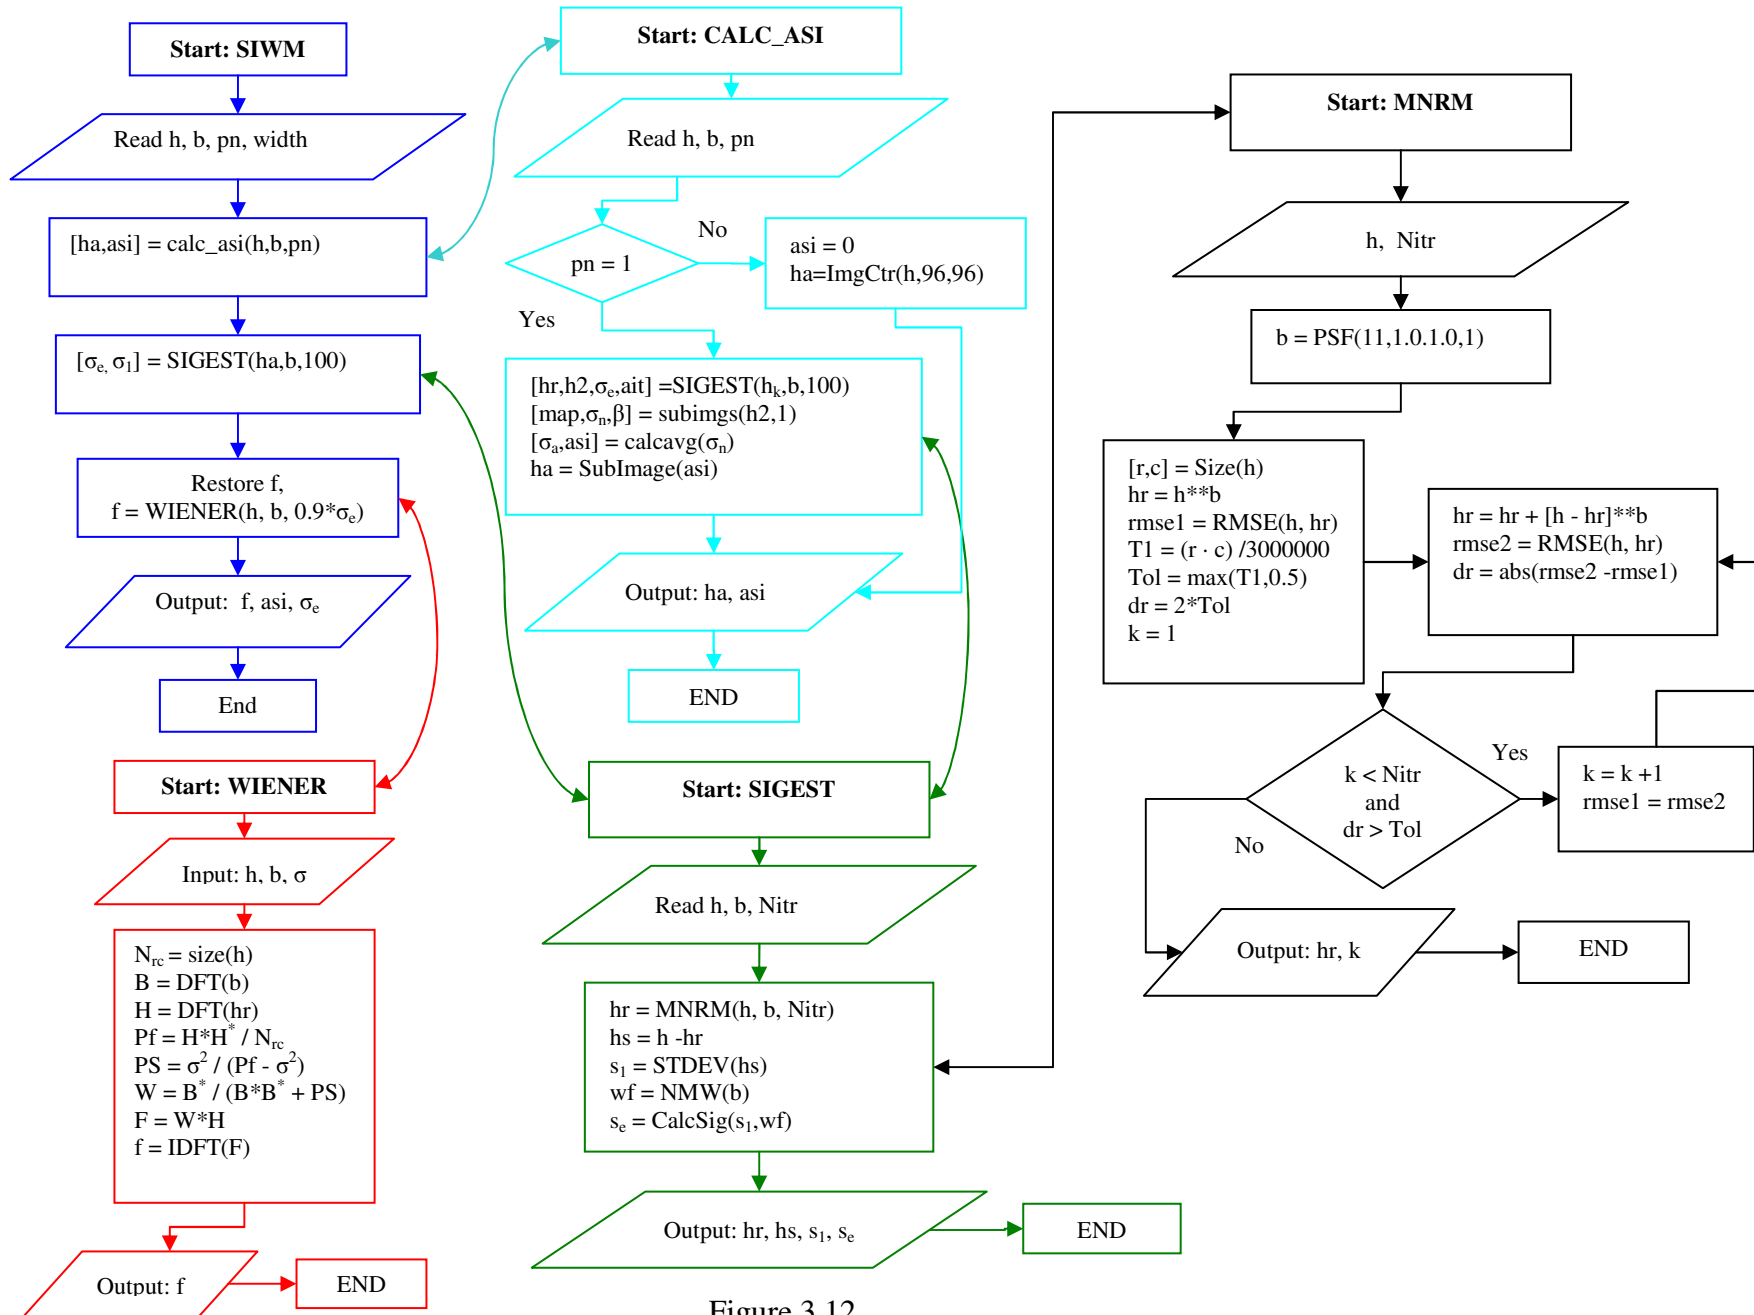 Start: SIWM
Read h, b, pn, width
[ha,asi] = calc_asi(h,b,pn)
[σe, σ1] = SIGEST(ha,b,100)
Restore f,
f = WIENER(h, b, 0.9*σe)
Output: f, asi, σe
End
Start: WIENER
Input: h, b, σ
Nrc = size(h)
B = DFT(b)
H = DFT(hr)
Pf = H*H* / Nrc
PS = σ2 / (Pf - σ2)
W = B* / (B*B* + PS)
F = W*H
f = IDFT(F)
Output: f
END
Start: CALC_ASI
Read h, b, pn
pn = 1
No
Yes
asi = 0
ha=ImgCtr(h,96,96)
[hr,h2,σe,ait] =SIGEST(hk,b,100)
[map,σn,β] = subimgs(h2,1)
[σa,asi] = calcavg(σn)
ha = SubImage(asi)
Output: ha, asi
END
Start: SIGEST
Read h, b, Nitr
hr = MNRM(h, b, Nitr)
hs = h -hr
s1 = STDEV(hs)
wf = NMW(b)
se = CalcSig(s1,wf)
Output: hr, hs, s1, se
END
Start: MNRM
h, Nitr
b = PSF(11,1.0.1.0,1)
[r,c] = Size(h)
hr = h**b
rmse1 = RMSE(h, hr)
T1 = (r · c) /3000000
Tol = max(T1,0.5)
dr = 2*Tol
k = 1
hr = hr + [h - hr]**b
rmse2 = RMSE(h, hr)
dr = abs(rmse2 -rmse1)
k < Nitr
and
dr > Tol
Yes
No
k = k +1
rmse1 = rmse2
Output: hr, k
END
Figure 3.12